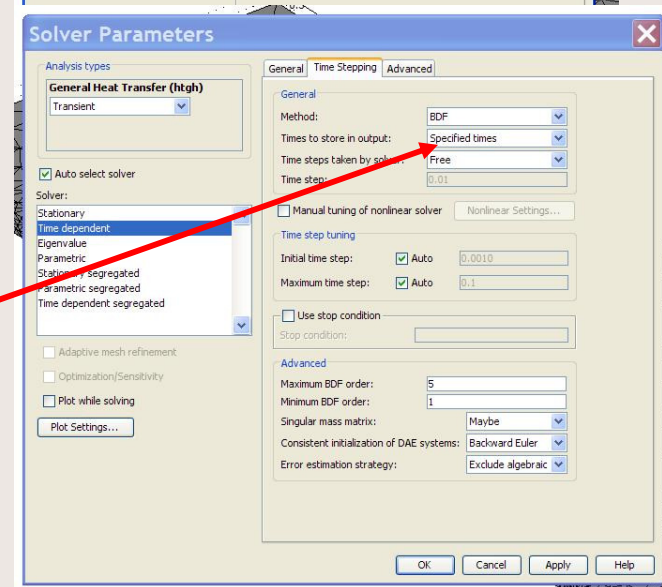 Solver Parameters
Analysis types
General Heat Transfer (htgh)
Transient
Auto select solver
Solver:
Stationary
Time dependent
Eigenvalue
Parametric
Stationary segregated
Parametric segregated
Time dependent segregated
Adaptive mesh refinement
Optimization/Sensitivity
Plot while solving
Plot Settings...
General Time Stepping Advanced
General
Method: BDF
Times to store in output: Specified times
Time steps taken by solver: Free
Time step: 0.01
Manual tuning of nonlinear solver Nonlinear Settings...
Time step tuning
Initial time step: Auto 0.0010
Maximum time step: Auto 0.1
Use stop condition
Stop condition:
Advanced
Maximum BDF order: 5
Minimum BDF order: 1
Singular mass matrix: Maybe
Consistent initialization of DAE systems: Backward Euler
Error estimation strategy: Exclude algebraic
OK Cancel Apply Help